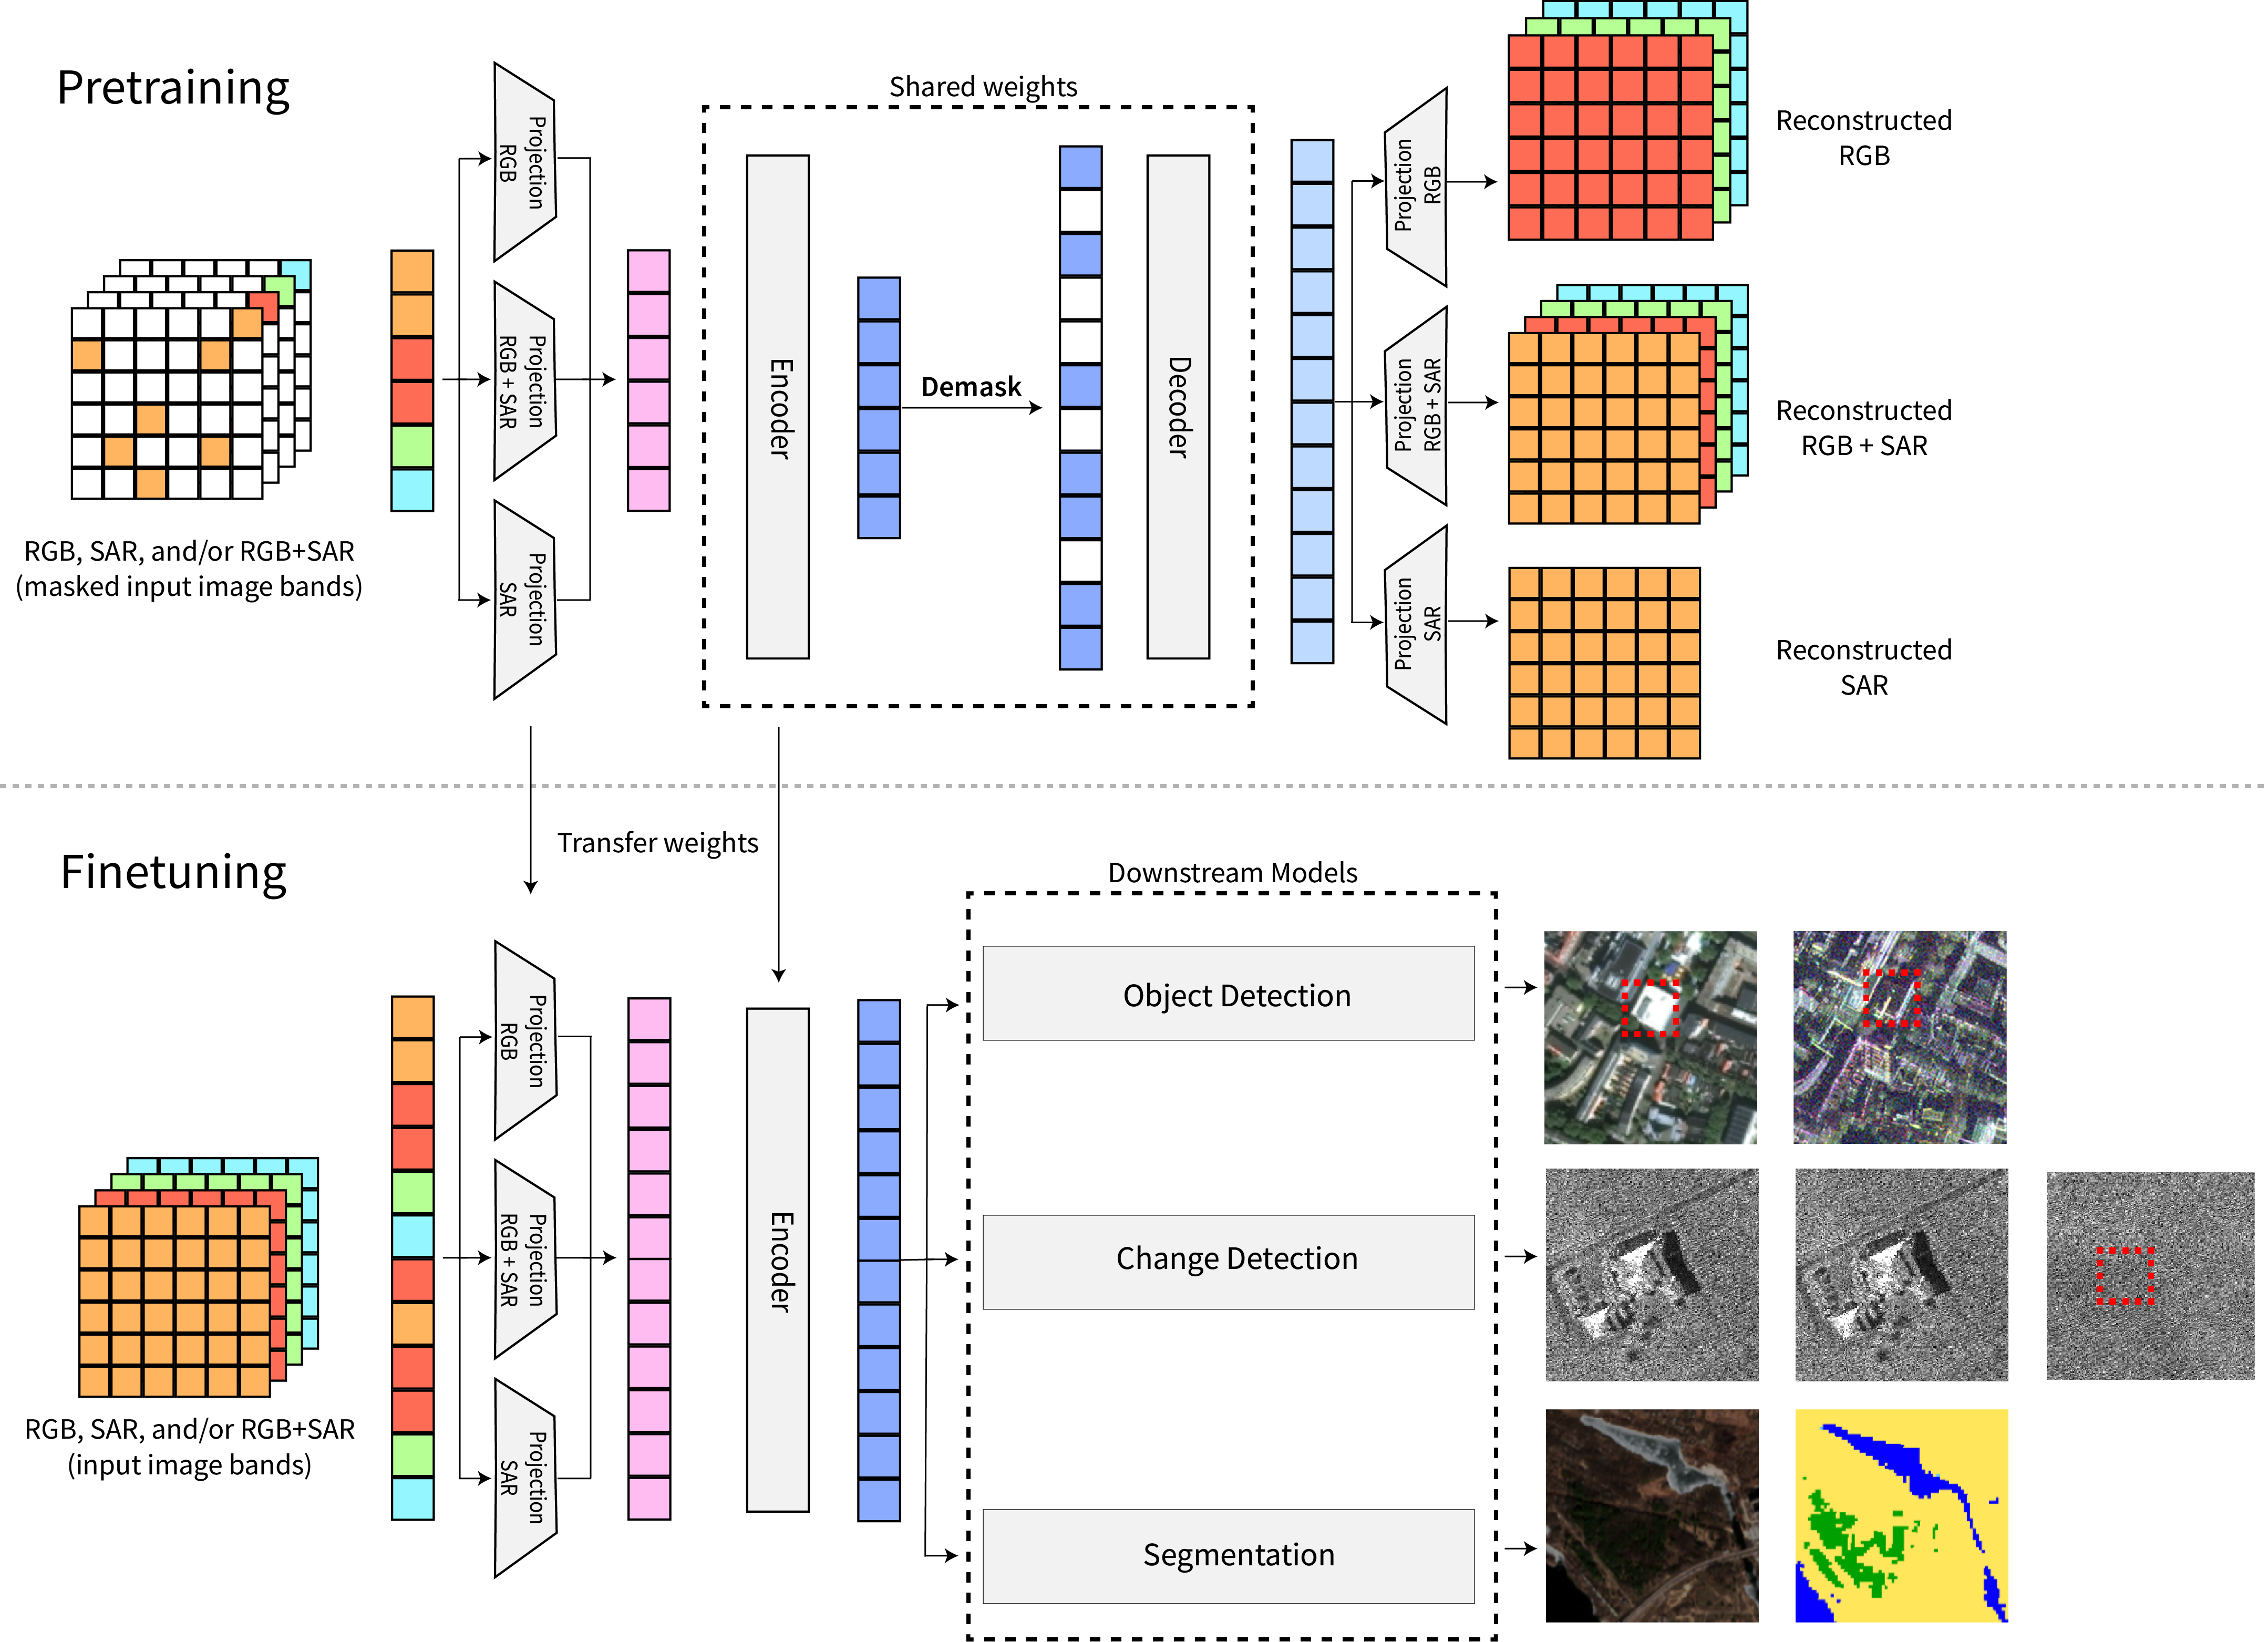 Pretraining
Shared weights
Projection
RGB
Projection
RGB + SAR
Projection
SAR
Encoder
Demask
Decoder
Projection
RGB
Projection
RGB + SAR
Projection
SAR
Reconstructed
RGB
Reconstructed
RGB + SAR
Reconstructed
SAR
RGB, SAR, and/or RGB+SAR
(masked input image bands)
Transfer weights
Finetuning
Downstream Models
Projection
RGB
Projection
RGB + SAR
Projection
SAR
Encoder
Object Detection
Change Detection
Segmentation
RGB, SAR, and/or RGB+SAR
(input image bands)